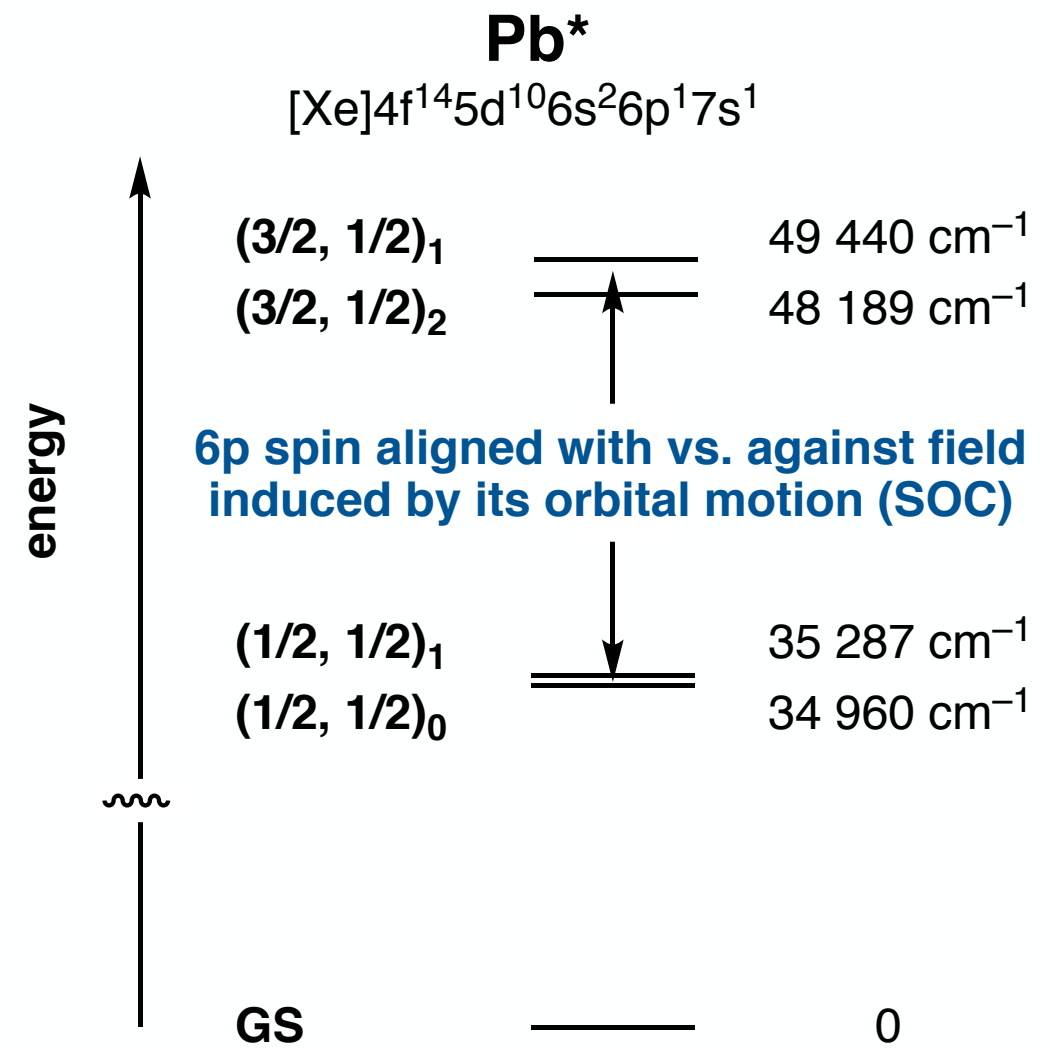 Pb*
[Xe]4f¹⁴5d¹⁰6s²6p¹7s¹
(3/2, 1/2)₁ 49 440 cm⁻¹
(3/2, 1/2)₂ 48 189 cm⁻¹
energy
6p spin aligned with vs. against field
induced by its orbital motion (SOC)
(1/2, 1/2)₁ 35 287 cm⁻¹
(1/2, 1/2)₀ 34 960 cm⁻¹
GS 0